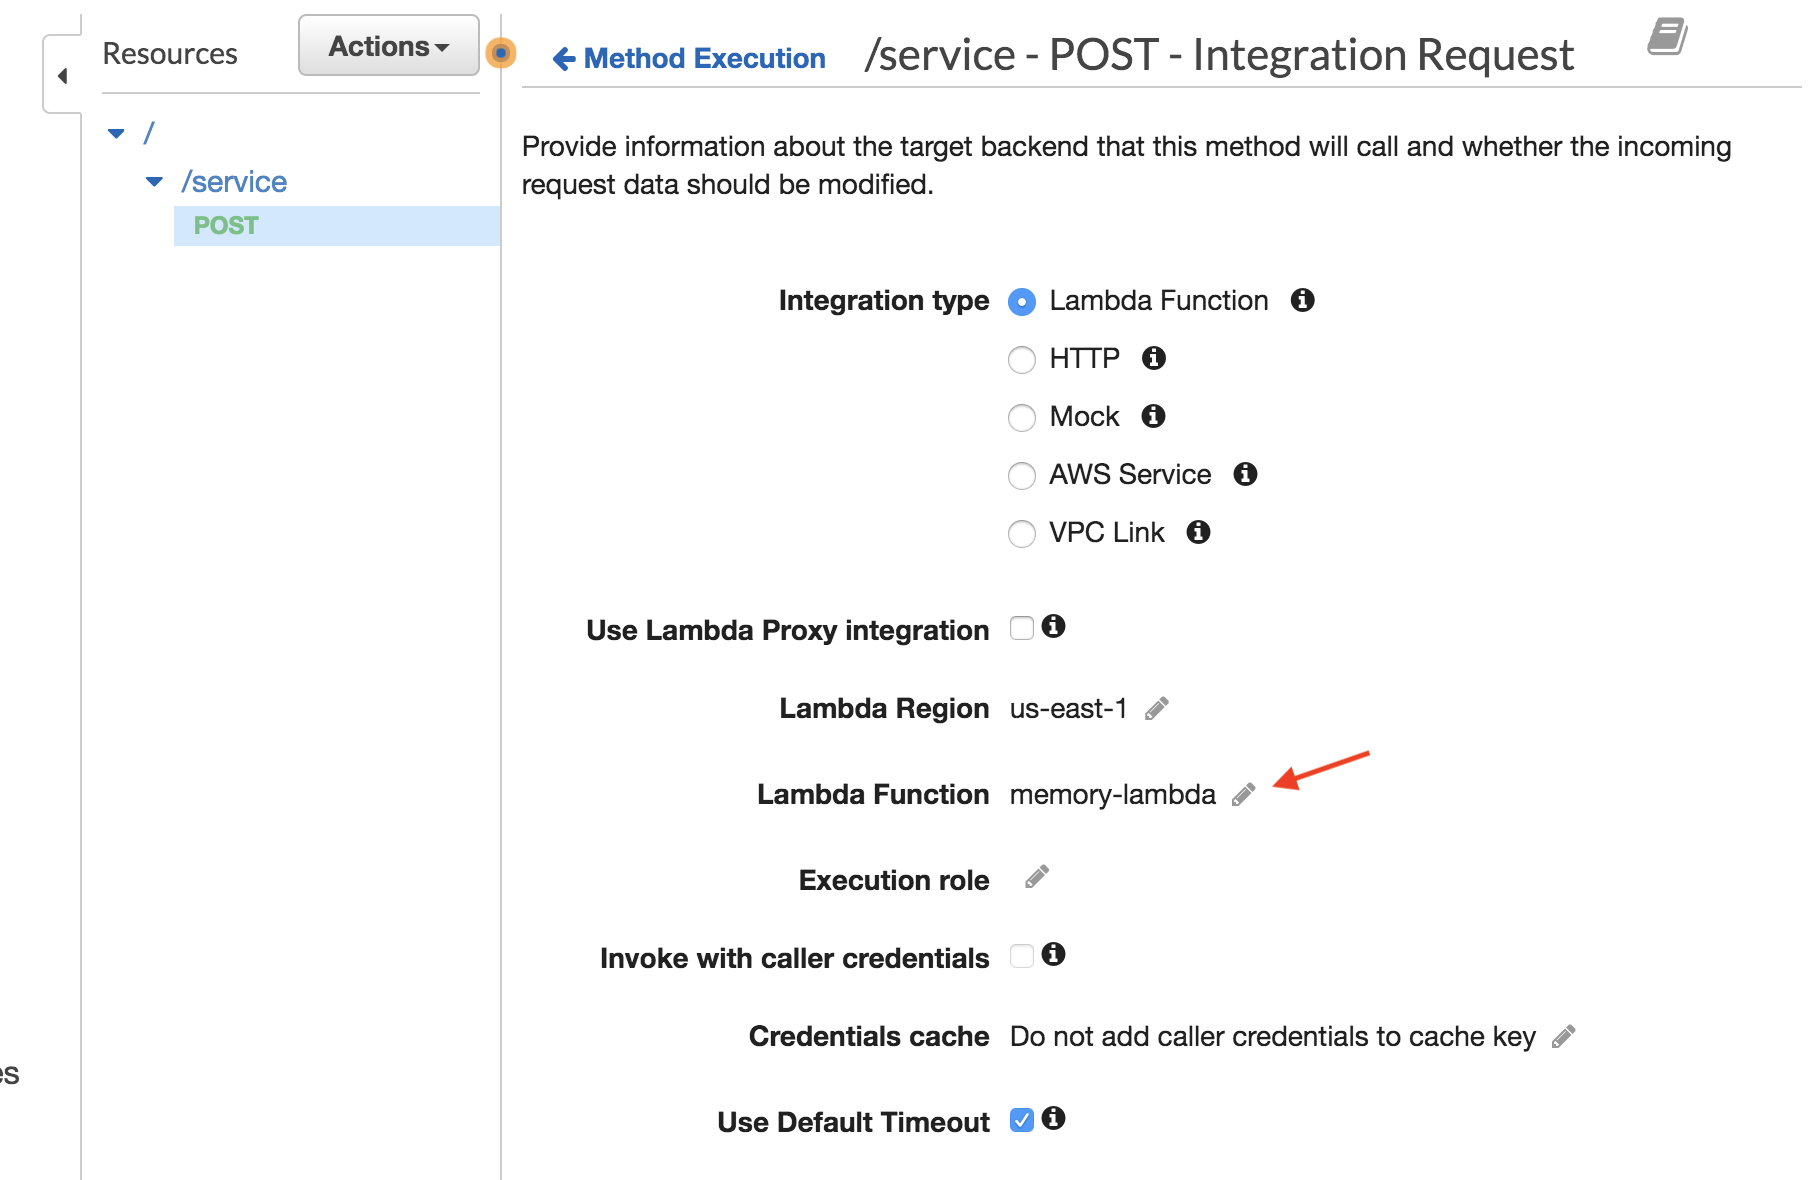 Resources
Actions
Method Execution
/service - POST - Integration Request
/
/service
POST
Provide information about the target backend that this method will call and whether the incoming
request data should be modified.
Integration type
Lambda Function
HTTP
Mock
AWS Service
VPC Link
Use Lambda Proxy integration
Lambda Region us-east-1
Lambda Function memory-lambda
Execution role
Invoke with caller credentials
Credentials cache Do not add caller credentials to cache key
es
Use Default Timeout